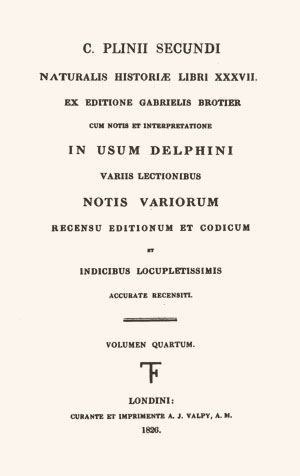 C. PLINII SECUNDI
NATURALIS HISTORIÆ LIBRI XXXVII.
EX EDITIONE GABRIELIS BROTIER
CUM NOTIS ET INTERPRETATIONE
IN USUM DELPHINI
VARIIS LECTIONIBUS
NOTIS VARIORUM
RECENSU EDITIONUM ET CODICUM
ET
INDICIBUS LOCUPLETISSIMIS
ACCURATE RECENSITI.
VOLUMEN QUARTUM.
LONDINI:
CURANTE ET IMPRIMENTE A. J. VALPY, A. M.
1826.